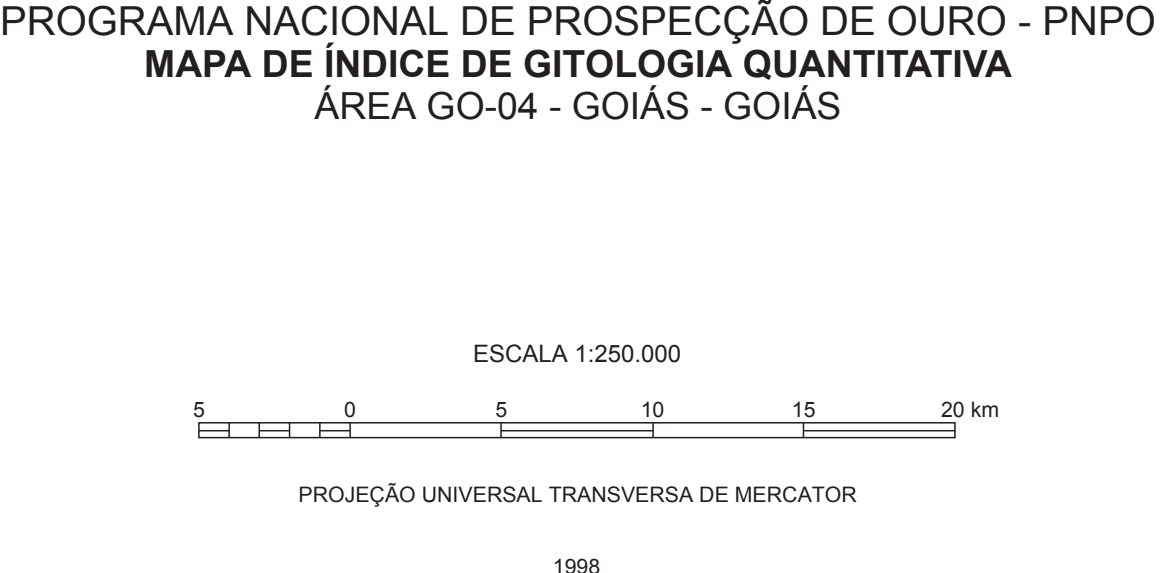 PROGRAMA NACIONAL DE PROSPECÇÃO DE OURO - PNPO
MAPA DE ÍNDICE DE GITOLOGIA QUANTITATIVA
ÁREA GO-04 - GOIÁS - GOIÁS
ESCALA 1:250.000
5 0 5 10 15 20 km
PROJEÇÃO UNIVERSAL TRANSVERSA DE MERCATOR
1998